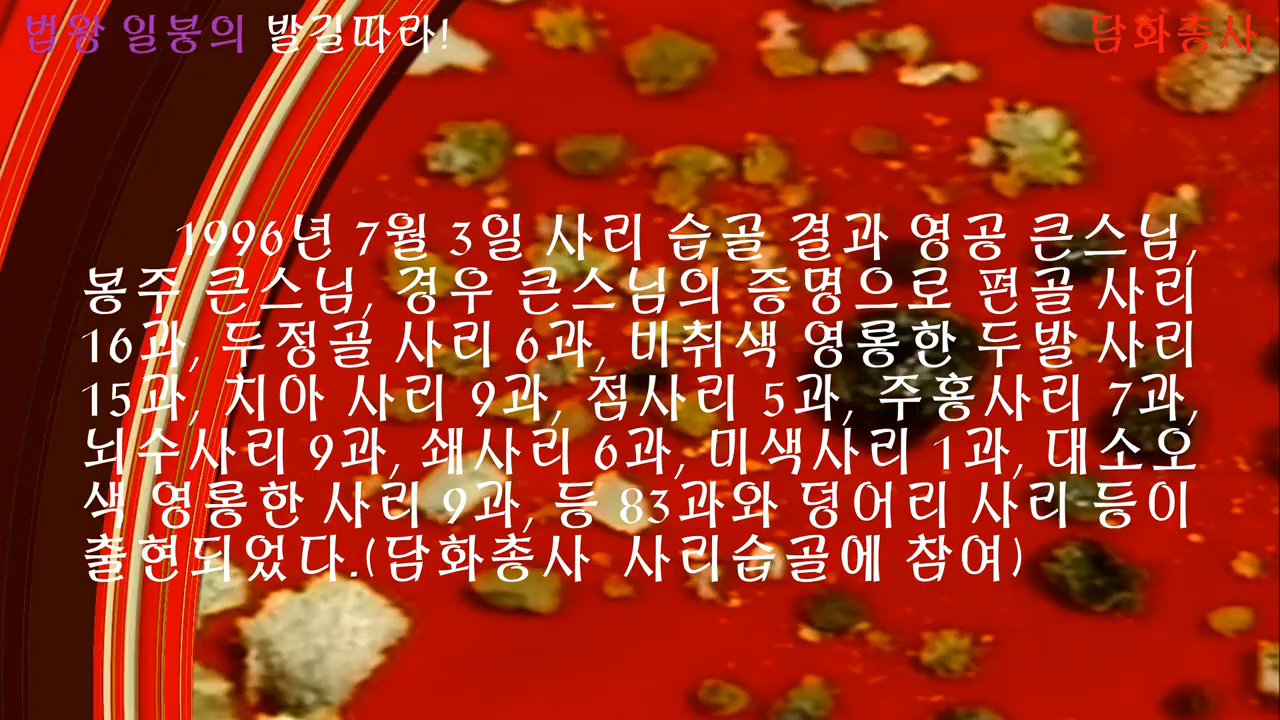 법왕 일붕의 발길따라!
담화총사
1996년 7월 3일 사리 습골 결과 영공 큰스님,
봉주 큰스님, 경우 큰스님의 증명으로 편골 사리
16과, 두정골 사리 6과, 비취색 영롱한 두발 사리
15과, 치아 사리 9과, 점사리 5과, 주홍사리 7과,
뇌수사리 9과, 쇄사리 6과, 미색사리 1과, 대소오
색 영롱한 사리 9과, 등 83과와 덩어리 사리 등이
출현되었다.(담화총사 사리습골에 참여)